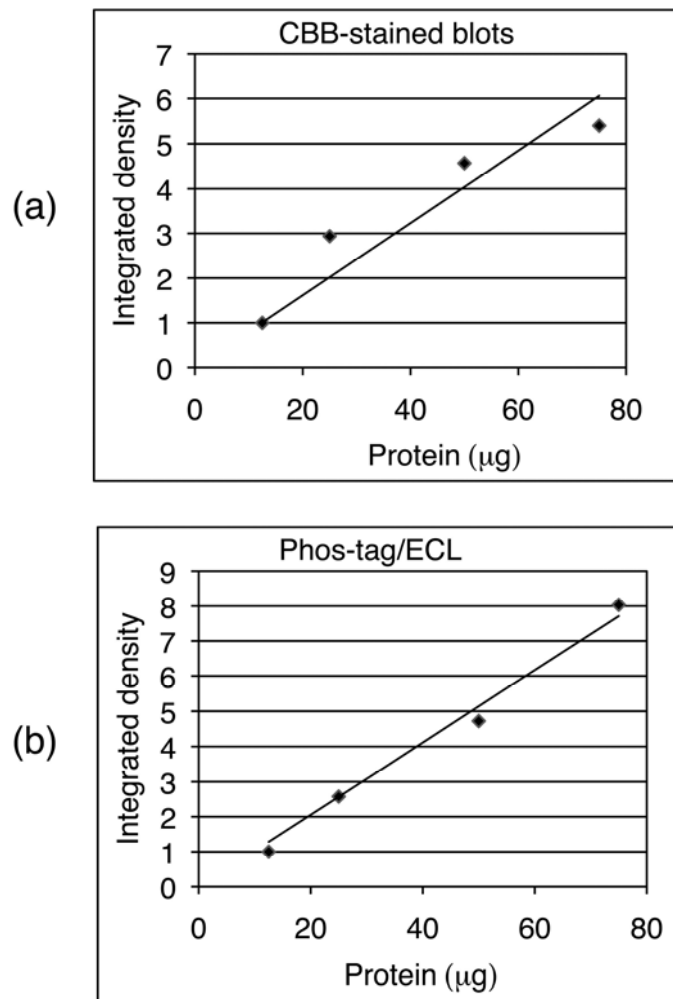 (a)
CBB-stained blots
Integrated density
7
6
5
4
3
2
1
0
0 20 40 60 80
Protein (μg)
(b)
Phos-tag/ECL
Integrated density
9
8
7
6
5
4
3
2
1
0
0 20 40 60 80
Protein (μg)